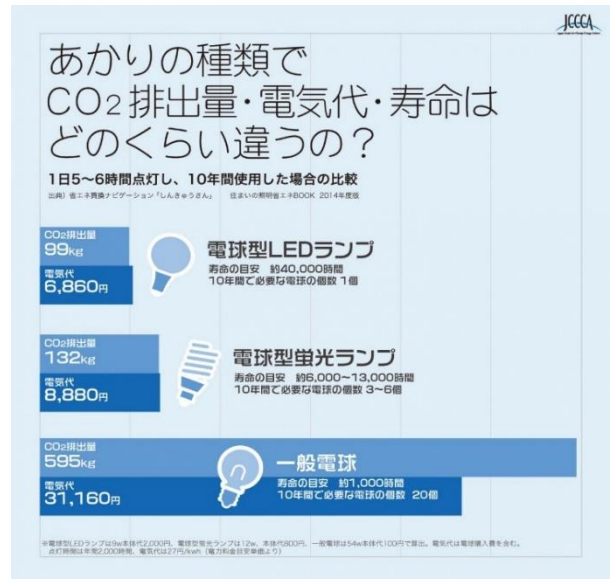 JCCCA
あかりの種類で
CO2排出量・電気代・寿命は
どのくらい違うの？
1日5～6時間点灯し、10年間使用した場合の比較
出典）省エネ買換ナビゲーション「しんきゅうさん」　住まいの照明省エネBOOK 2014年度版
CO2排出量
99kg
電気代
6,860円
電球型LEDランプ
寿命の目安 約40,000時間
10年間で必要な電球の個数 1個
CO2排出量
132kg
電気代
8,880円
電球型蛍光ランプ
寿命の目安 約6,000～13,000時間
10年間で必要な電球の個数 3～6個
CO2排出量
595kg
電気代
31,160円
一般電球
寿命の目安 約1,000時間
10年間で必要な電球の個数 20個
※電球型LEDランプは9w本体代2,000円、電球型蛍光ランプは12w、本体代800円、一般電球は54w本体代100円で算出。電気代は電球購入費を含む。
点灯時間は年間2,000時間、電気代は27円/kwh（電力料金目安単価より）